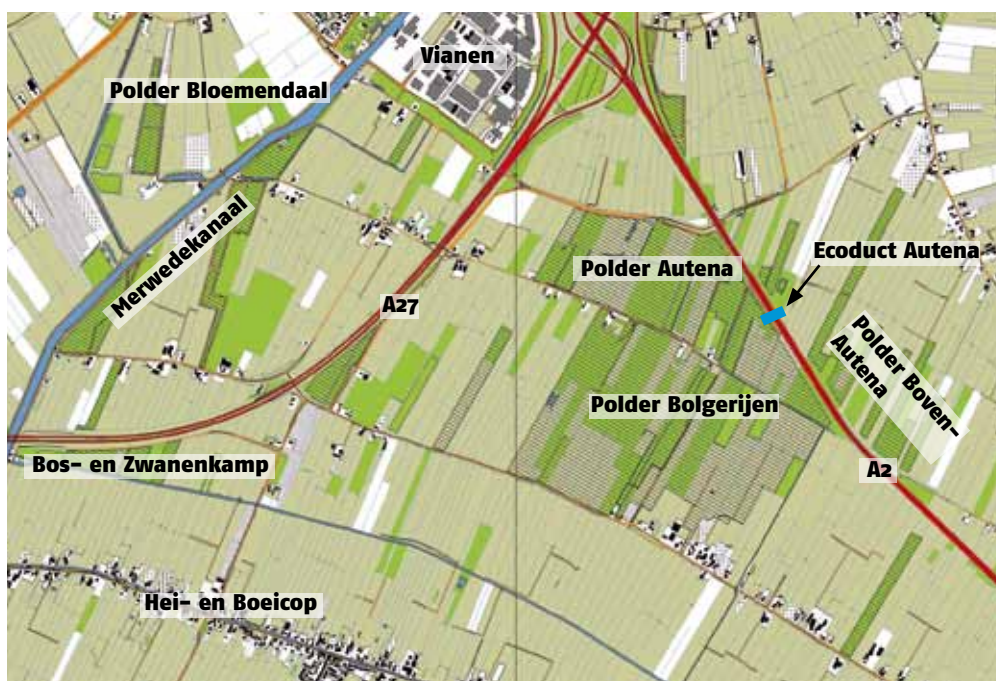 Vianen
Polder Bloemendaal
Merwedekanaal
Ecoduct Autena
Polder Autena
A27
Polder Boven-
Autena
Polder Bolgerijen
Bos- en Zwanenkamp
A2
Hei- en Boeicop